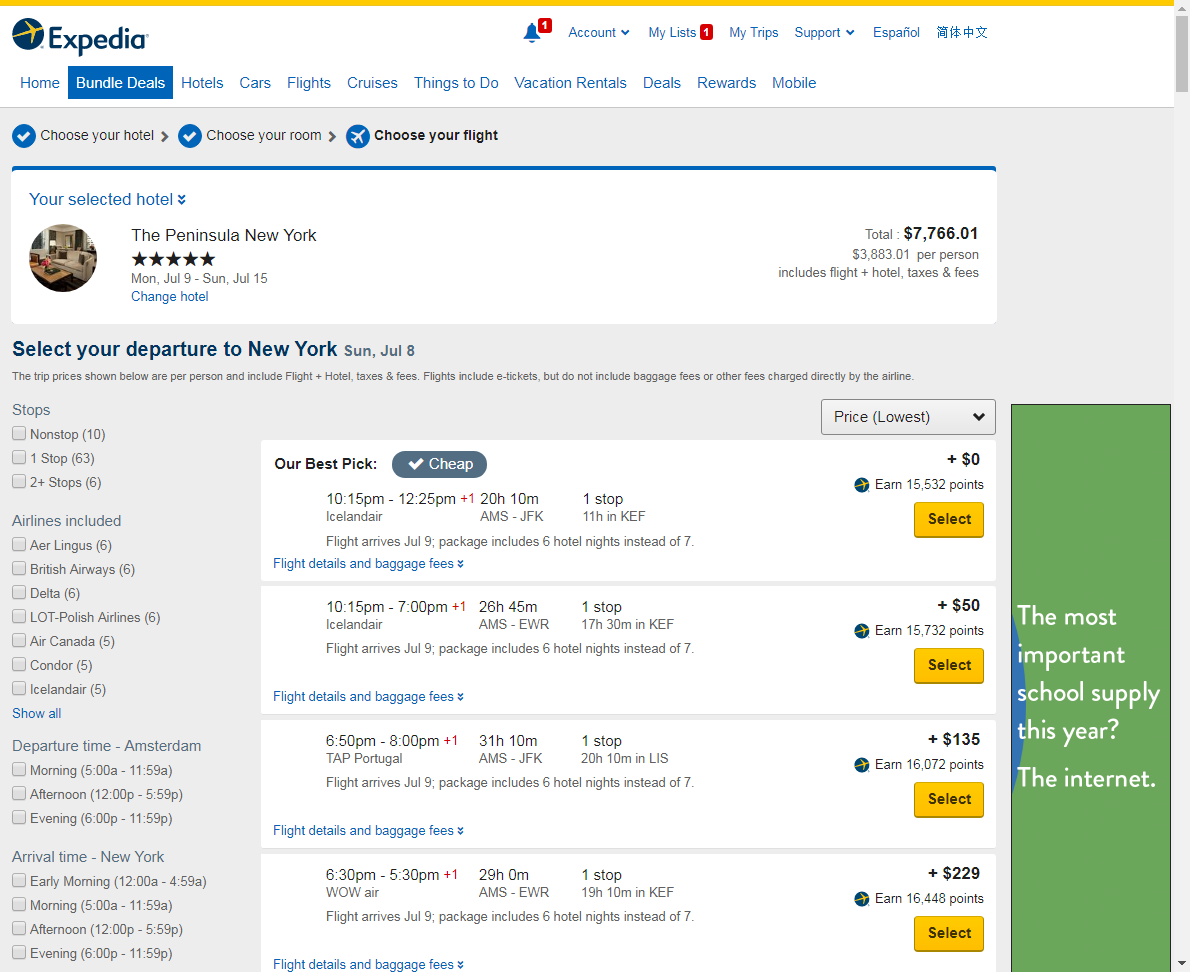 Expedia
1
Account
My Lists 1
My Trips
Support
Español
简体中文
Home
Bundle Deals
Hotels
Cars
Flights
Cruises
Things to Do
Vacation Rentals
Deals
Rewards
Mobile
Choose your hotel
Choose your room
Choose your flight
Your selected hotel
The Peninsula New York
Mon, Jul 9 - Sun, Jul 15
Change hotel
Total : $7,766.01
$3,883.01 per person
includes flight + hotel, taxes & fees
Select your departure to New York Sun, Jul 8
The trip prices shown below are per person and include Flight + Hotel, taxes & fees. Flights include e-tickets, but do not include baggage fees or other fees charged directly by the airline.
Stops
Nonstop (10)
1 Stop (63)
2+ Stops (6)
Airlines included
Aer Lingus (6)
British Airways (6)
Delta (6)
LOT-Polish Airlines (6)
Air Canada (5)
Condor (5)
Icelandair (5)
Show all
Departure time - Amsterdam
Morning (5:00a - 11:59a)
Afternoon (12:00p - 5:59p)
Evening (6:00p - 11:59p)
Arrival time - New York
Early Morning (12:00a - 4:59a)
Morning (5:00a - 11:59a)
Afternoon (12:00p - 5:59p)
Evening (6:00p - 11:59p)
Price (Lowest)
Our Best Pick: Cheap
+ $0
Earn 15,532 points
10:15pm - 12:25pm +1 20h 10m 1 stop
Icelandair AMS - JFK 11h in KEF
Select
Flight arrives Jul 9; package includes 6 hotel nights instead of 7.
Flight details and baggage fees
+ $50
10:15pm - 7:00pm +1 26h 45m 1 stop
Icelandair AMS - EWR 17h 30m in KEF
Earn 15,732 points
Flight arrives Jul 9; package includes 6 hotel nights instead of 7.
Select
Flight details and baggage fees
+ $135
6:50pm - 8:00pm +1 31h 10m 1 stop
TAP Portugal AMS - JFK 20h 10m in LIS
Earn 16,072 points
Flight arrives Jul 9; package includes 6 hotel nights instead of 7.
Select
Flight details and baggage fees
+ $229
6:30pm - 5:30pm +1 29h 0m 1 stop
WOW air AMS - EWR 19h 10m in KEF
Earn 16,448 points
Flight arrives Jul 9; package includes 6 hotel nights instead of 7.
Select
Flight details and baggage fees
The most
important
school supply
this year?
The internet.